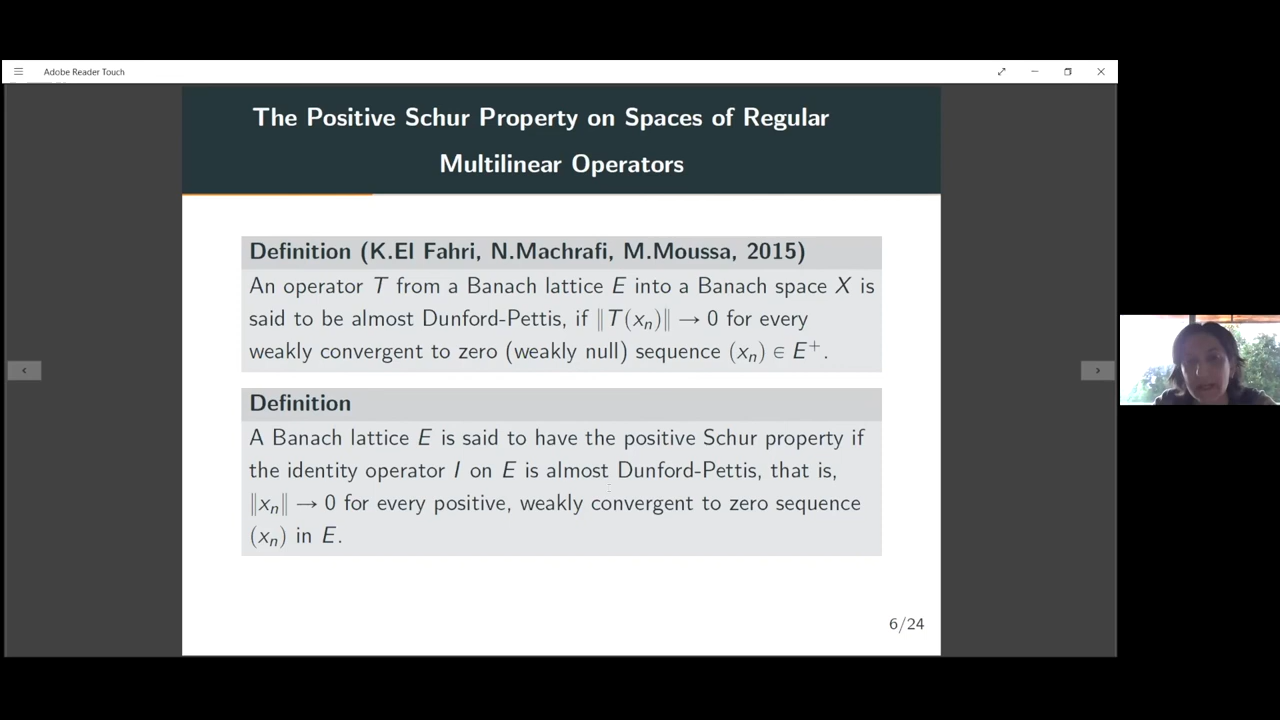 Adobe Reader Touch
The Positive Schur Property on Spaces of Regular
Multilinear Operators
Definition (K.El Fahri, N.Machrafi, M.Moussa, 2015)
An operator T from a Banach lattice E into a Banach space X is
said to be almost Dunford-Pettis, if ‖T(xₙ)‖ → 0 for every
weakly convergent to zero (weakly null) sequence (xₙ) ∈ E⁺.
Definition
A Banach lattice E is said to have the positive Schur property if
the identity operator I on E is almost Dunford-Pettis, that is,
‖xₙ‖ → 0 for every positive, weakly convergent to zero sequence
(xₙ) in E.
6/24